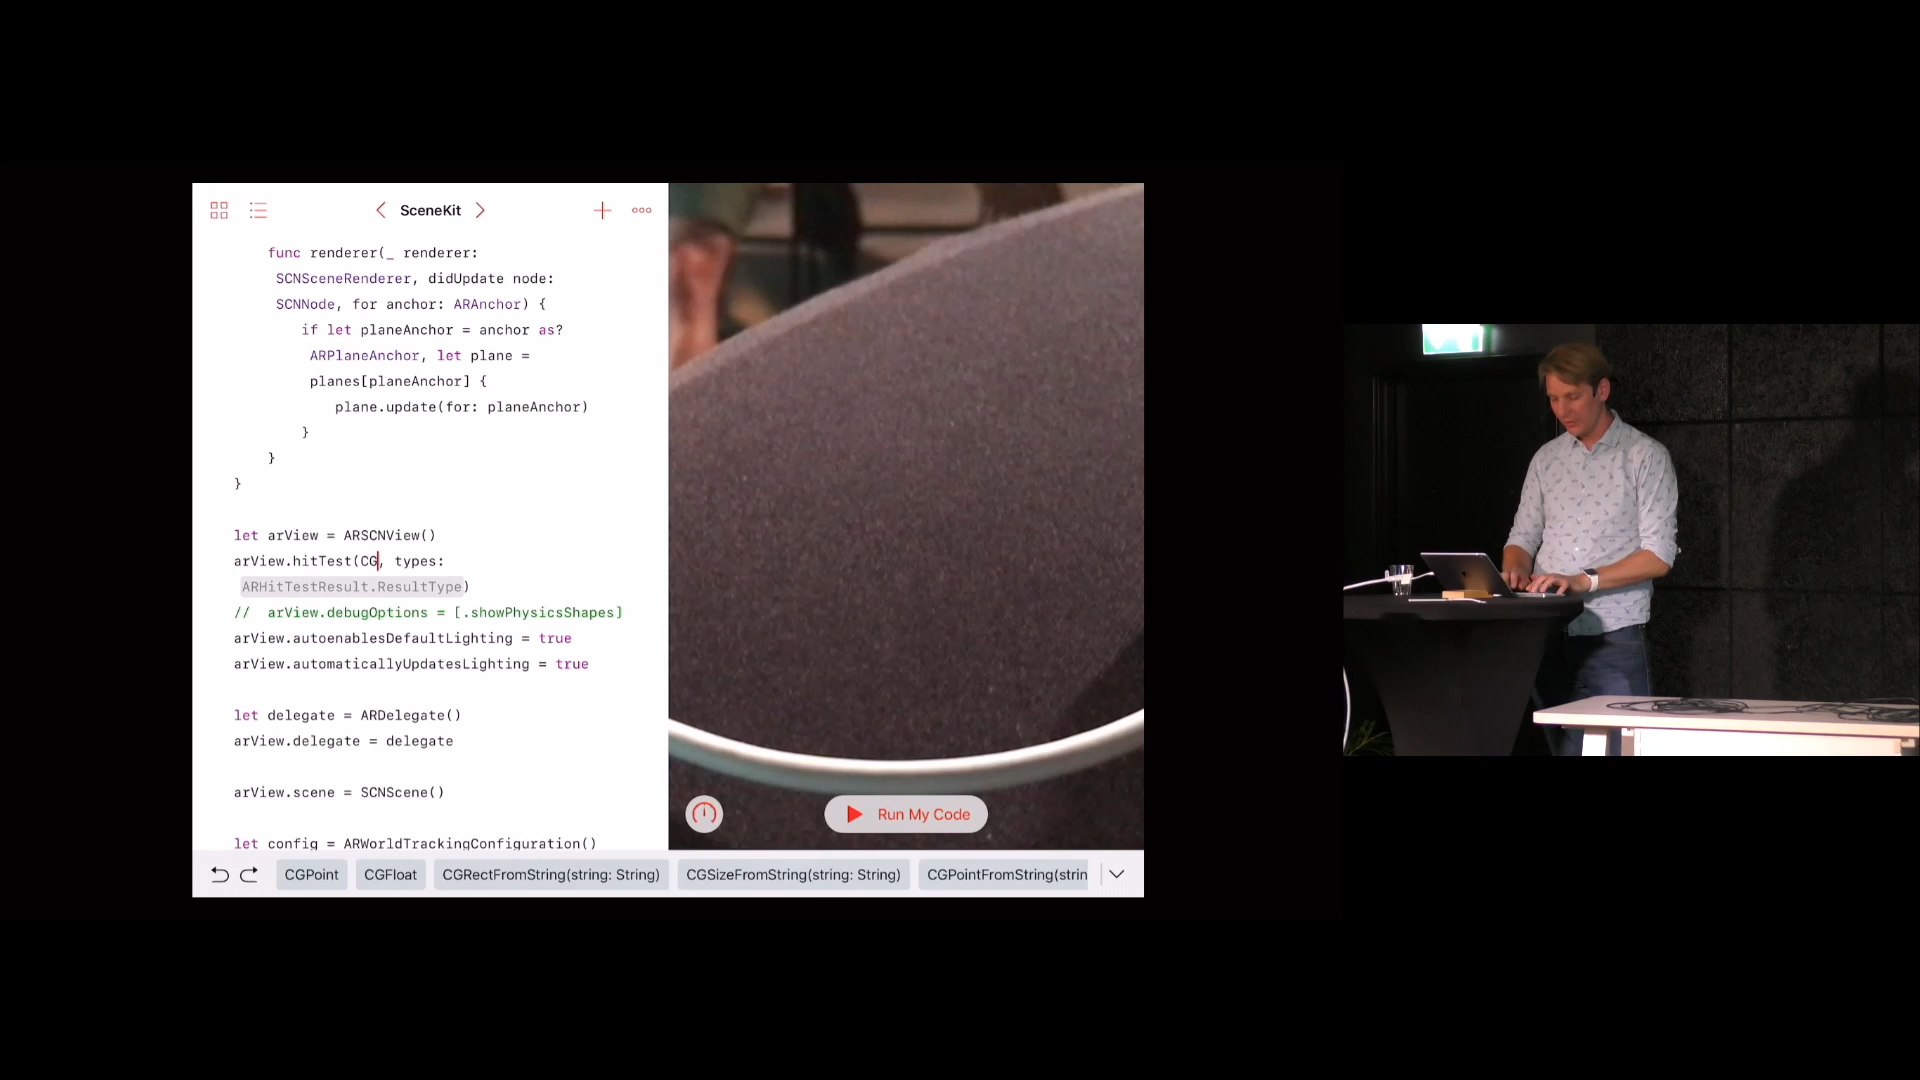 SceneKit
func renderer(_ renderer:
SCNSceneRenderer, didUpdate node:
SCNNode, for anchor: ARAnchor) {
if let planeAnchor = anchor as?
ARPlaneAnchor, let plane =
planes[planeAnchor] {
plane.update(for: planeAnchor)
}
}
}
let arView = ARSCNView()
arView.hitTest(CG, types:
ARHitTestResult.ResultType)
// arView.debugOptions = [.showPhysicsShapes]
arView.autoenablesDefaultLighting = true
arView.automaticallyUpdatesLighting = true
let delegate = ARDelegate()
arView.delegate = delegate
arView.scene = SCNScene()
let config = ARWorldTrackingConfiguration()
Run My Code
CGPoint CGFloat CGRectFromString(string: String) CGSizeFromString(string: String) CGPointFromString(strin